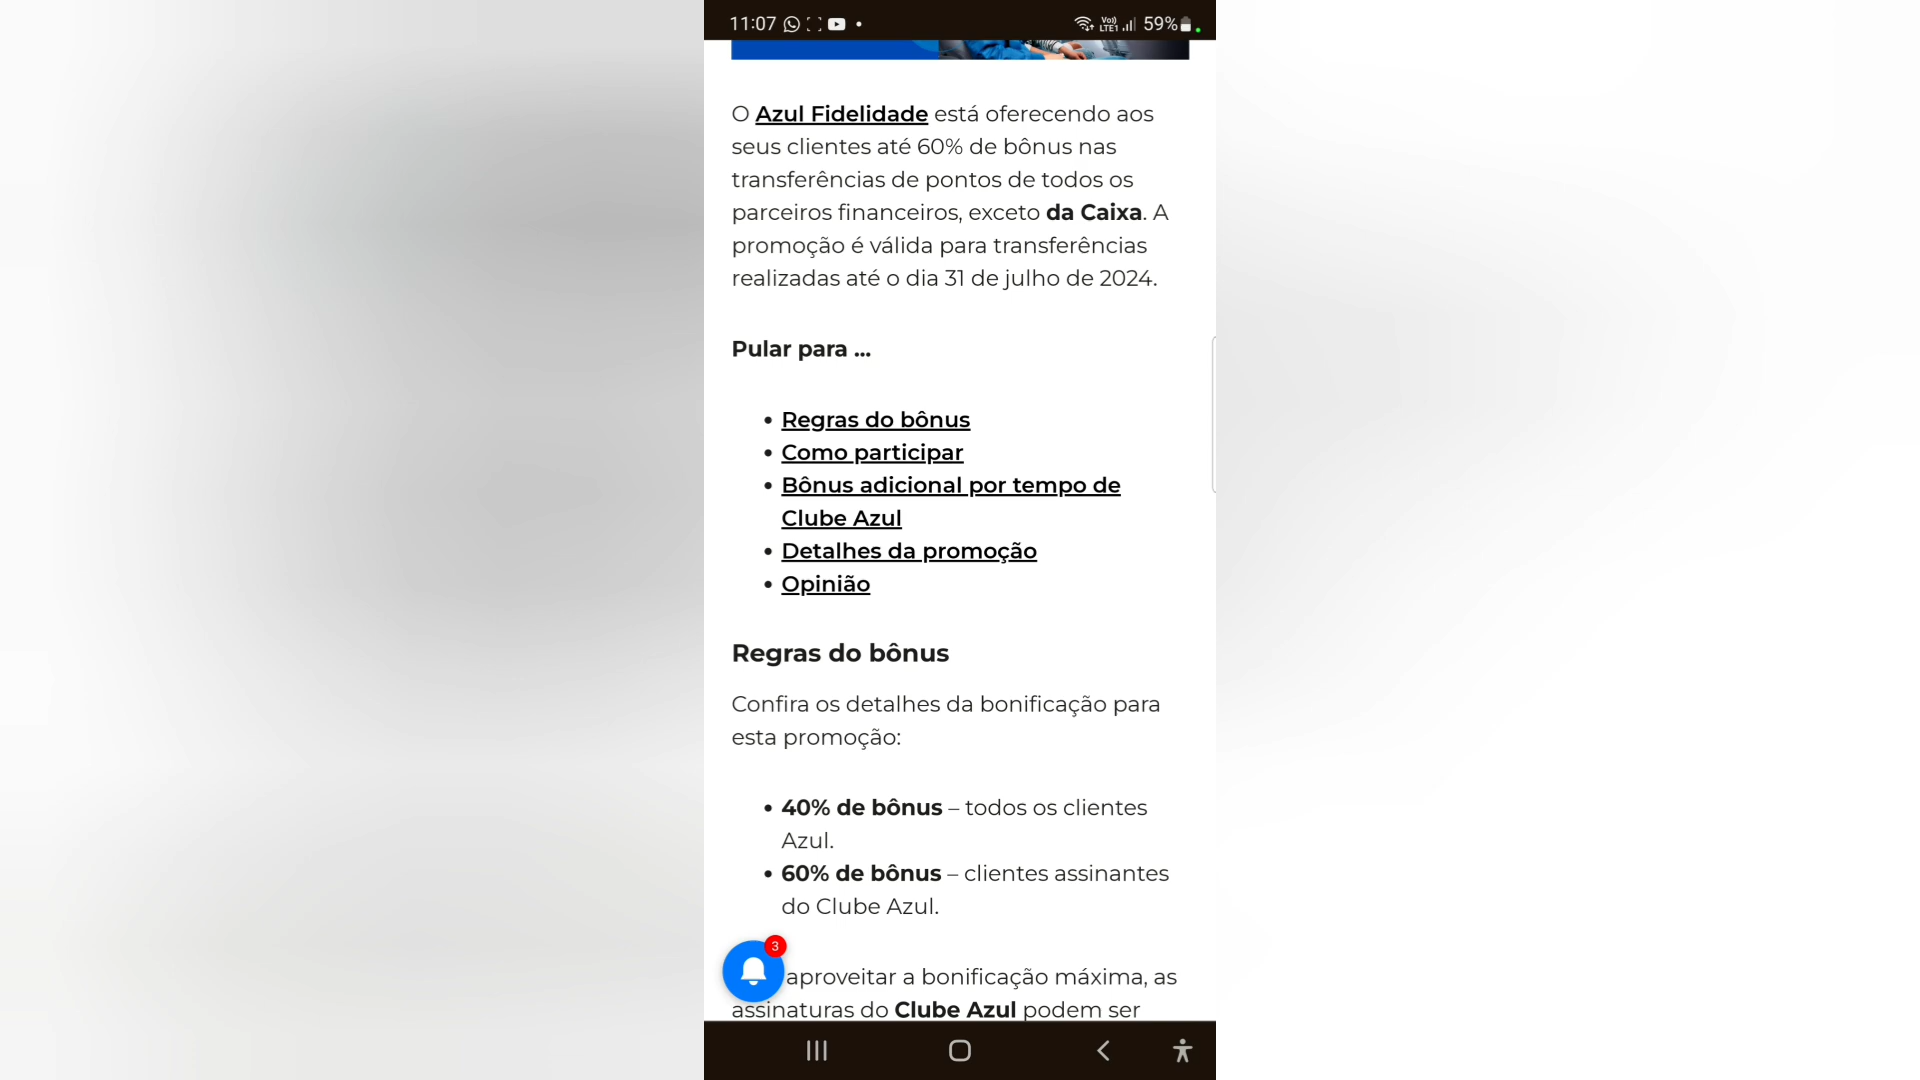 11:07
Vo))
LTE1
59%
O Azul Fidelidade está oferecendo aos
seus clientes até 60% de bônus nas
transferências de pontos de todos os
parceiros financeiros, exceto da Caixa. A
promoção é válida para transferências
realizadas até o dia 31 de julho de 2024.
Pular para ...
• Regras do bônus
• Como participar
• Bônus adicional por tempo de
Clube Azul
• Detalhes da promoção
• Opinião
Regras do bônus
Confira os detalhes da bonificação para
esta promoção:
• 40% de bônus – todos os clientes
Azul.
• 60% de bônus – clientes assinantes
do Clube Azul.
3
aproveitar a bonificação máxima, as
assinaturas do Clube Azul podem ser